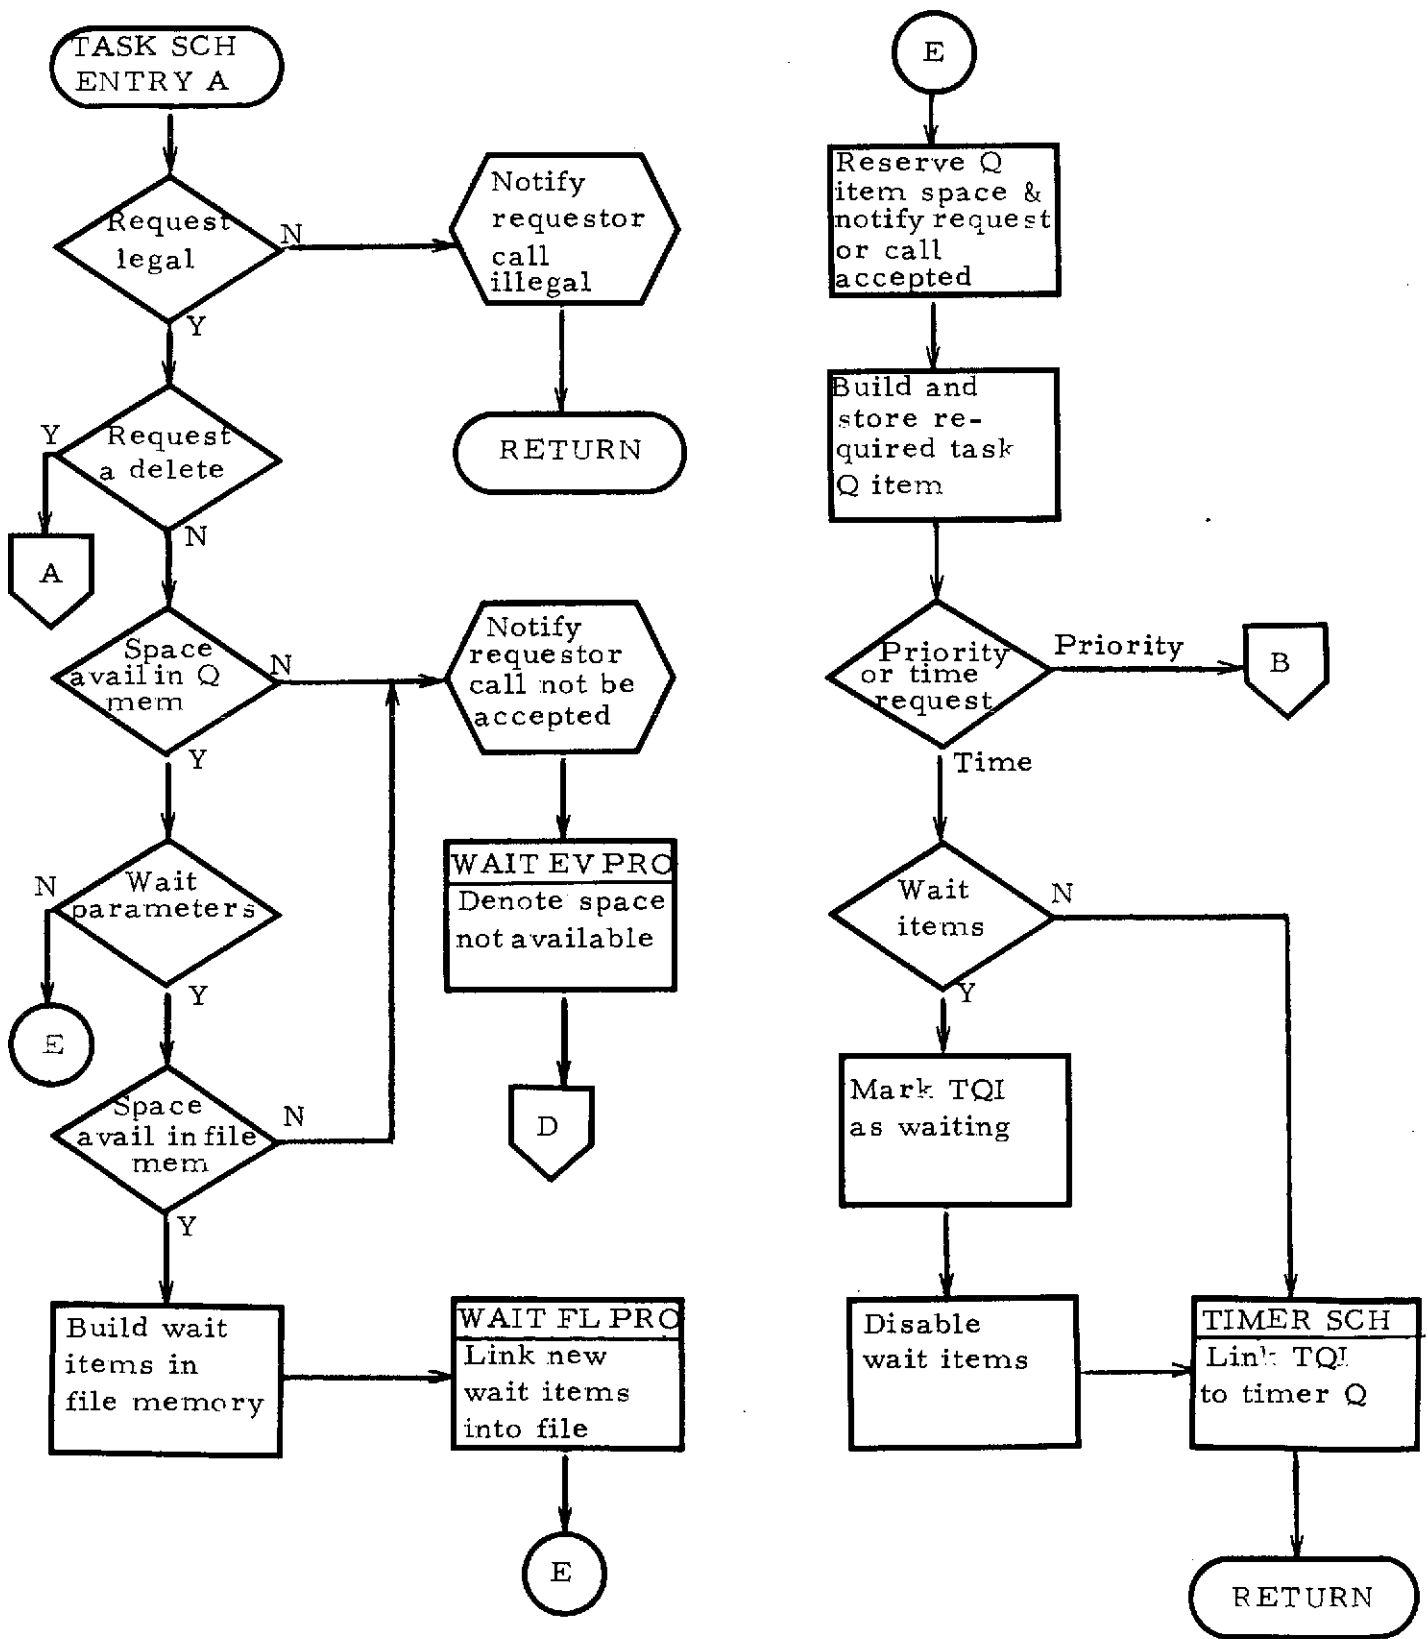 TASK SCH
ENTRY A
Request
legal
N
Y
Notify
requestor
call
illegal
RETURN
Request
a delete
Y
N
A
Space
avail in Q
mem
N
Y
Notify
requestor
call not be
accepted
Wait
parameters
N
Y
E
WAIT EV PRO
Denote space
not available
D
Space
avail in file
mem
N
Y
Build wait
items in
file memory
WAIT FL PRO
Link new
wait items
into file
E
E
Reserve Q
item space &
notify request
or call
accepted
Build and
store re-
quired task
Q item
Priority
or time
request
Priority
B
Time
Wait
items
N
Y
Mark TQI
as waiting
Disable
wait items
TIMER SCH
Link TQI
to timer Q
RETURN